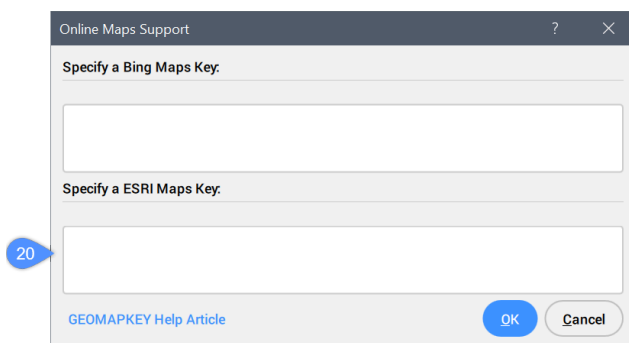 Online Maps Support ? ×
Specify a Bing Maps Key:
Specify a ESRI Maps Key:
20
GEOMAPKEY Help Article OK Cancel